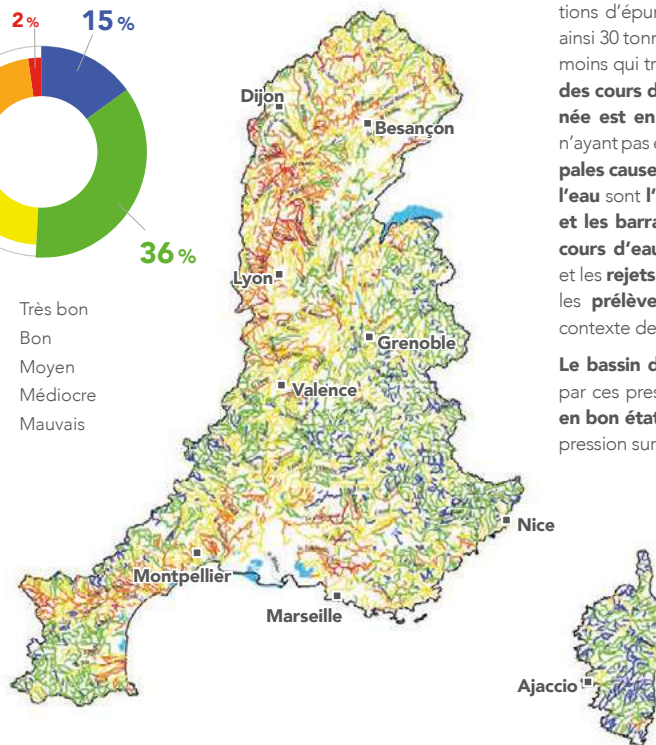 2 %
15 %
36 %
Très bon
Bon
Moyen
Médiocre
Mauvais
Dijon
Besançon
Lyon
Grenoble
Valence
Nice
Montpellier
Marseille
Ajaccio
tions d'épur
ainsi 30 tonn
moins qui tr
des cours d
née est en
n'ayant pas e
pales cause
l'eau sont l'
et les barra
cours d'eau
et les rejets
les prélève
contexte de
Le bassin d
par ces pres
en bon état
pression sur